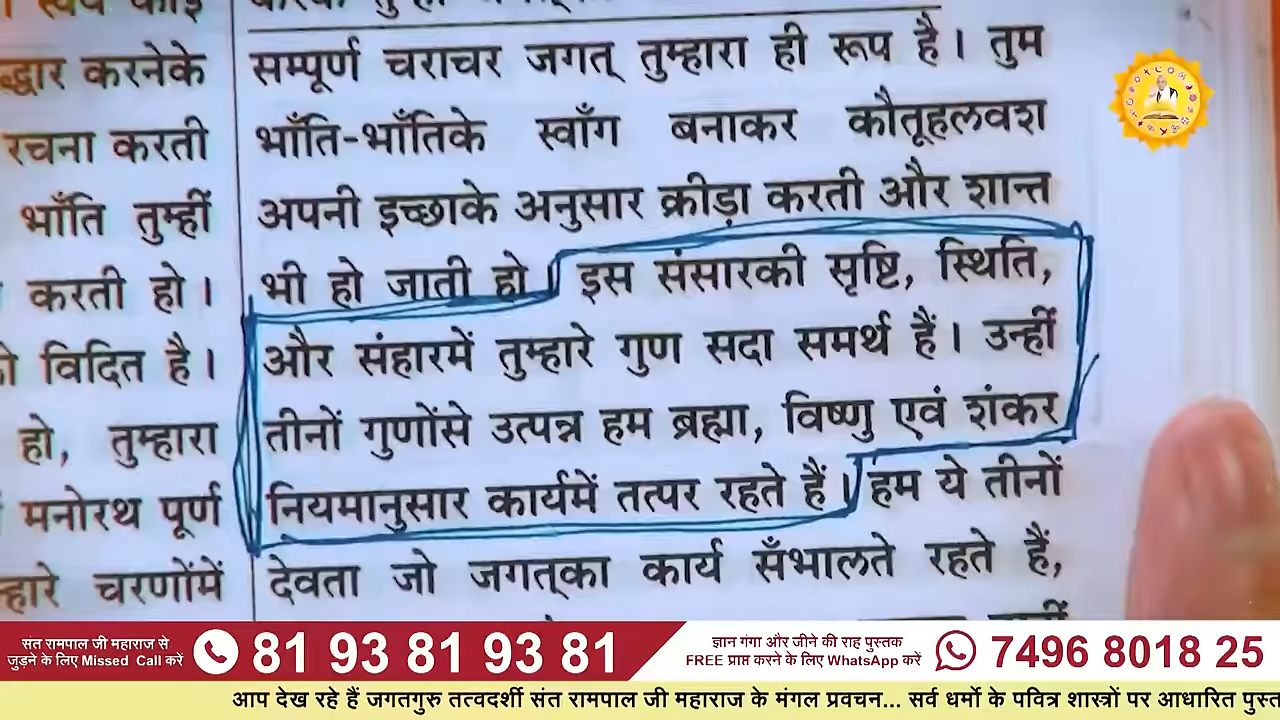 द्धार करनेके
रचना करती
भाँति तुम्हीं
करती हो।
विदित है।
हो, तुम्हारा
मनोरथ पूर्ण
चरणोंमें
सम्पूर्ण चराचर जगत् तुम्हारा ही रूप है। तुम
भाँति-भाँतिके स्वाँग बनाकर कौतूहलवश
अपनी इच्छाके अनुसार क्रीड़ा करती और शान्त
भी हो जाती हो। इस संसारकी सृष्टि, स्थिति,
और संहारमें तुम्हारे गुण सदा समर्थ हैं। उन्हीं
तीनों गुणोंसे उत्पन्न हम ब्रह्मा, विष्णु एवं शंकर
नियमानुसार कार्यमें तत्पर रहते हैं। हम ये तीनों
देवता जो जगत्‌का कार्य सँभालते रहते हैं,
संत रामपाल जी महाराज से
जुड़ने के लिए Missed Call करें
81 93 81 93 81
ज्ञान गंगा और जीने की राह पुस्तक
FREE प्राप्त करने के लिए WhatsApp करें
7496 8018 25
आप देख रहे हैं जगतगुरु तत्वदर्शी संत रामपाल जी महाराज के मंगल प्रवचन... सर्व धर्मो के पवित्र शास्त्रों पर आधारित